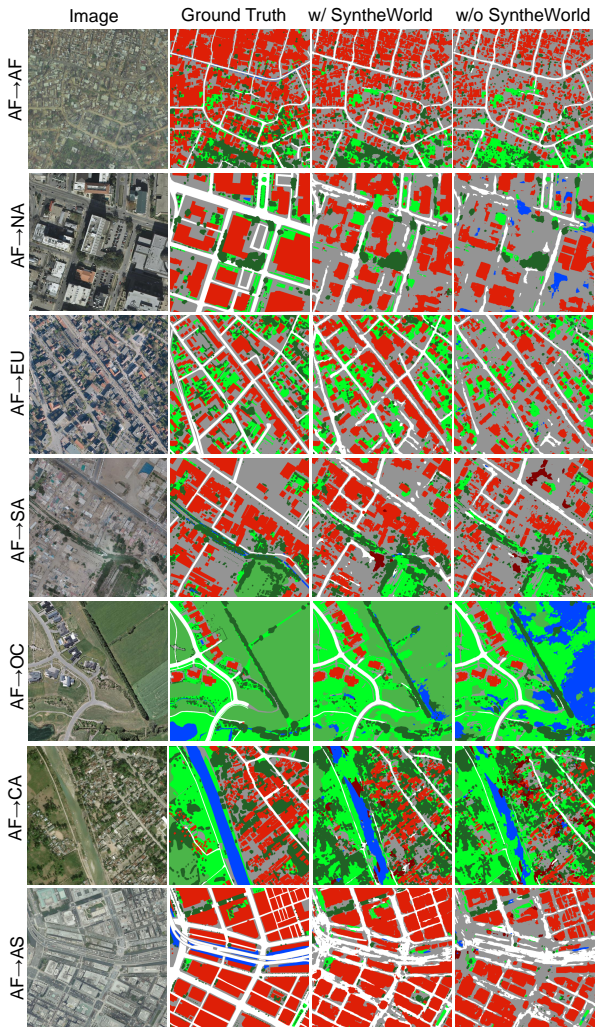 Image Ground Truth w/ SyntheWorld w/o SyntheWorld
AF→AF
AF→NA
AF→EU
AF→SA
AF→OC
AF→CA
AF→AS